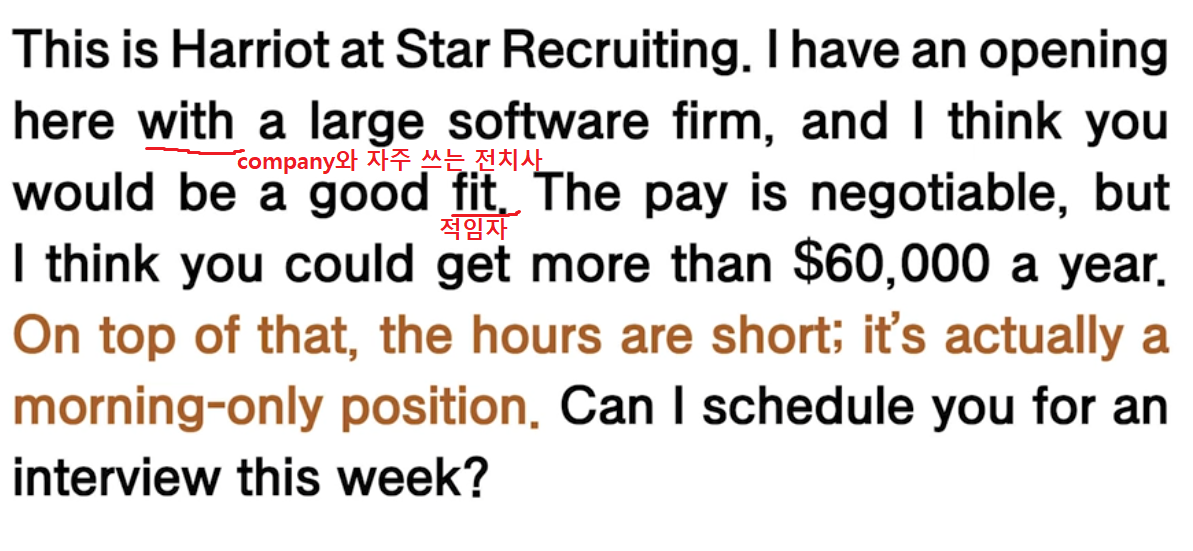 This is Harriot at Star Recruiting. I have an opening
here with a large software firm, and I think you
company와 자주 쓰는 전치사
would be a good fit. The pay is negotiable, but
적임자
I think you could get more than $60,000 a year.
On top of that, the hours are short; it's actually a
morning-only position. Can I schedule you for an
interview this week?